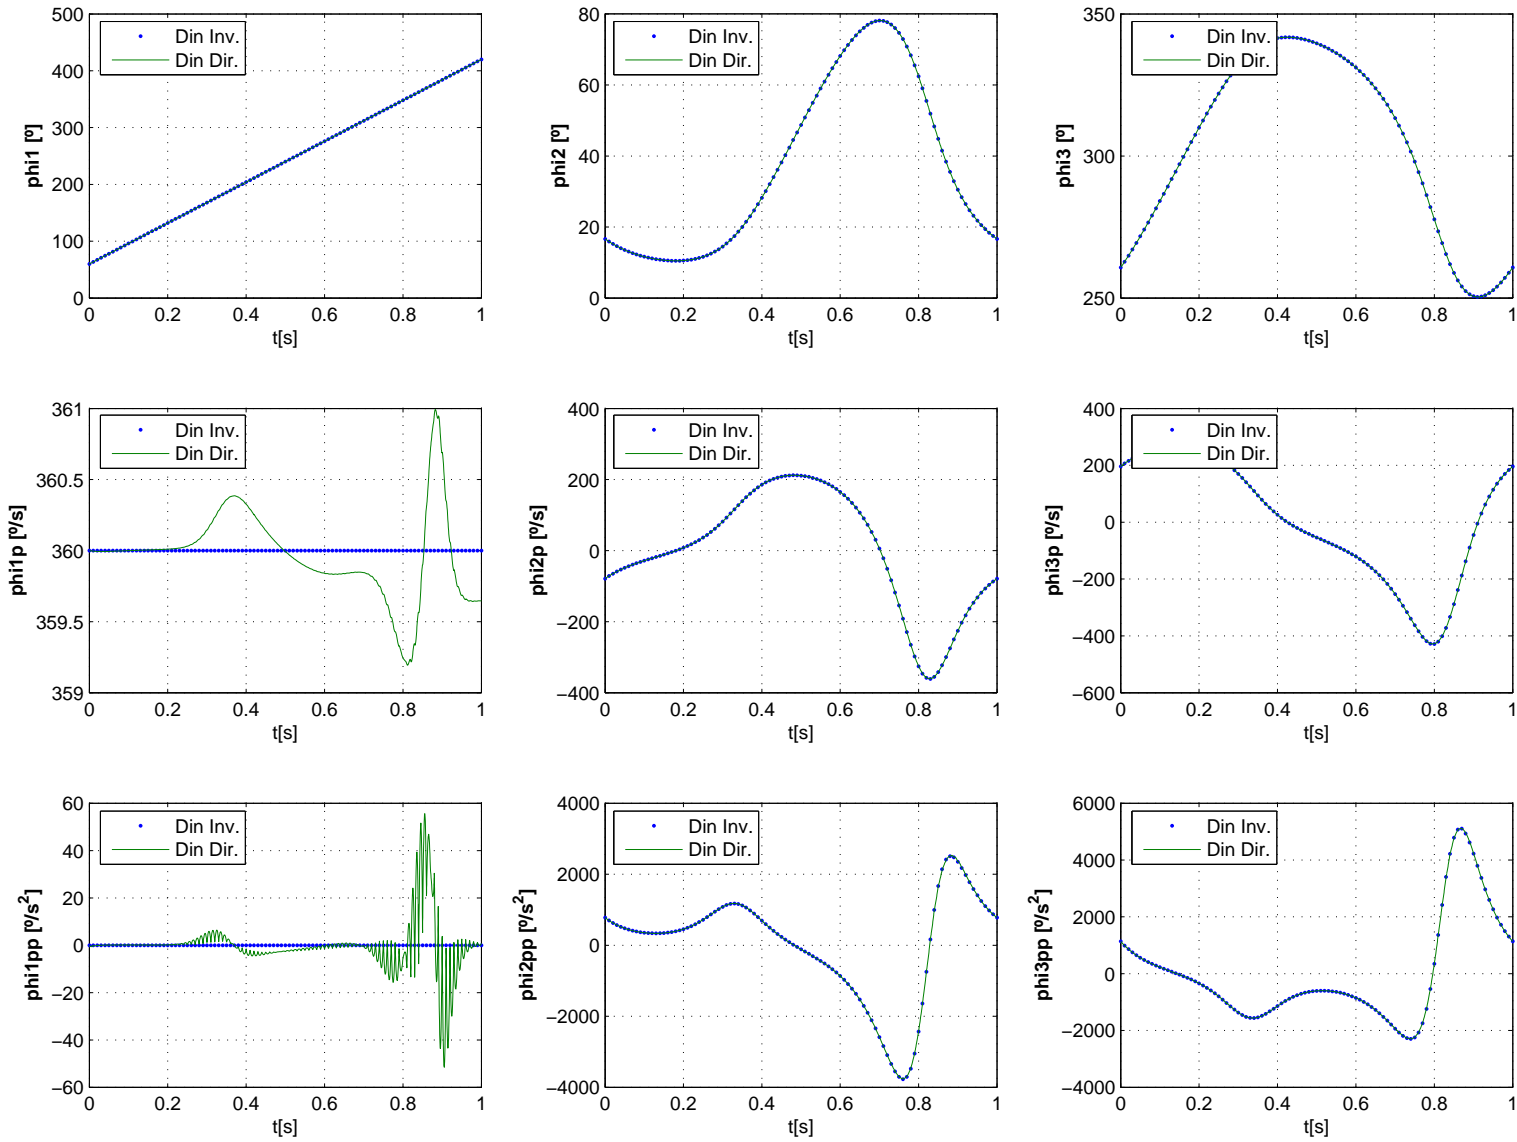 500
400
300
200
100
0
0 0.2 0.4 0.6 0.8 1
t[s]
phi1 [º]
Din Inv.
Din Dir.
80
60
40
20
0
0 0.2 0.4 0.6 0.8 1
t[s]
phi2 [º]
Din Inv.
Din Dir.
350
300
250
0 0.2 0.4 0.6 0.8 1
t[s]
phi3 [º]
Din Inv.
Din Dir.
361
360.5
360
359.5
359
0 0.2 0.4 0.6 0.8 1
t[s]
phi1p [º/s]
Din Inv.
Din Dir.
400
200
0
−200
−400
0 0.2 0.4 0.6 0.8 1
t[s]
phi2p [º/s]
Din Inv.
Din Dir.
400
200
0
−200
−400
−600
0 0.2 0.4 0.6 0.8 1
t[s]
phi3p [º/s]
Din Inv.
Din Dir.
60
40
20
0
−20
−40
−60
0 0.2 0.4 0.6 0.8 1
t[s]
phi1pp [º/s²]
Din Inv.
Din Dir.
4000
2000
0
−2000
−4000
0 0.2 0.4 0.6 0.8 1
t[s]
phi2pp [º/s²]
Din Inv.
Din Dir.
6000
4000
2000
0
−2000
−4000
0 0.2 0.4 0.6 0.8 1
t[s]
phi3pp [º/s²]
Din Inv.
Din Dir.